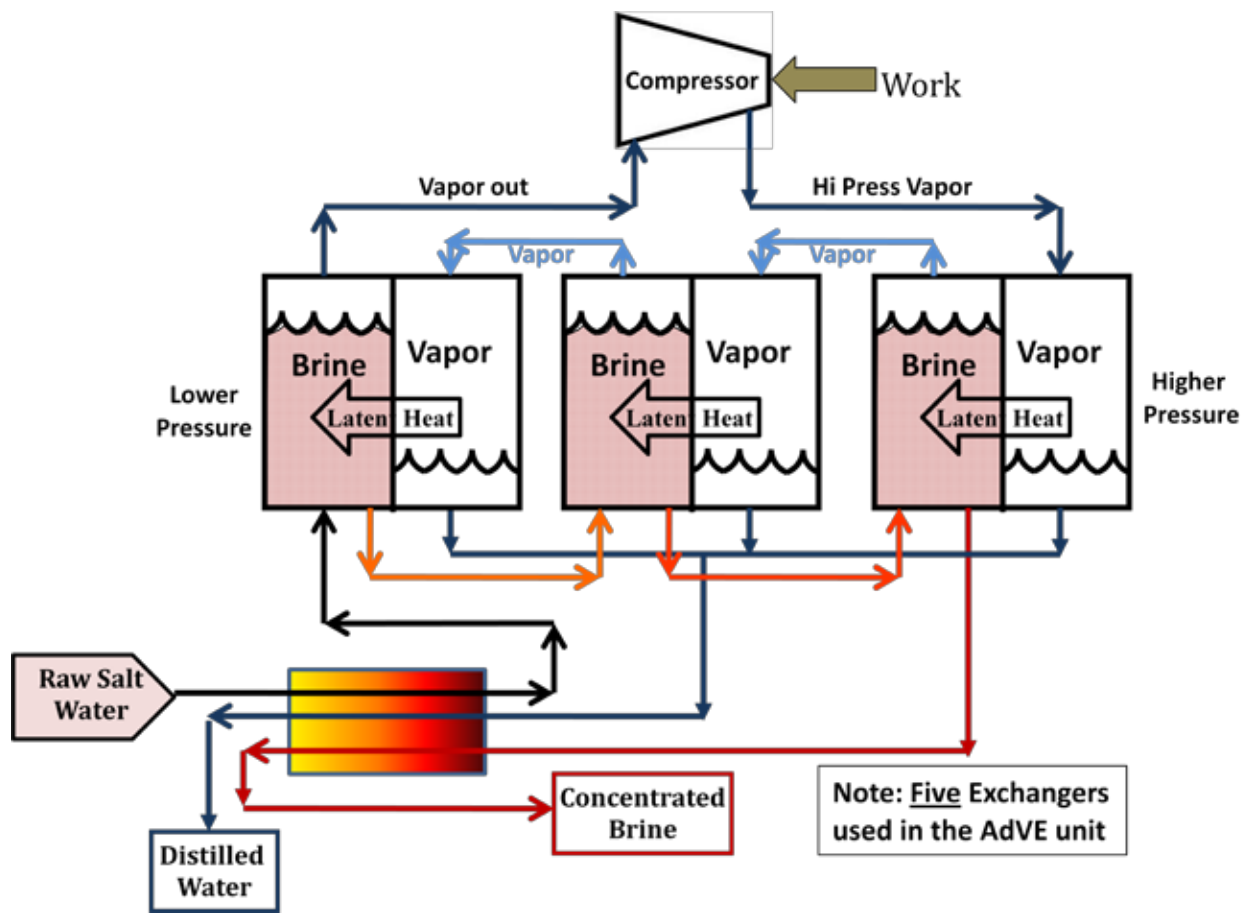 Compressor
Work
Vapor out
Hi Press Vapor
Vapor
Vapor
Brine
Vapor
Brine
Vapor
Brine
Vapor
Lower
Pressure
Laten Heat
Laten Heat
Laten Heat
Higher
Pressure
Raw Salt
Water
Concentrated
Brine
Note: Five Exchangers
used in the AdVE unit
Distilled
Water